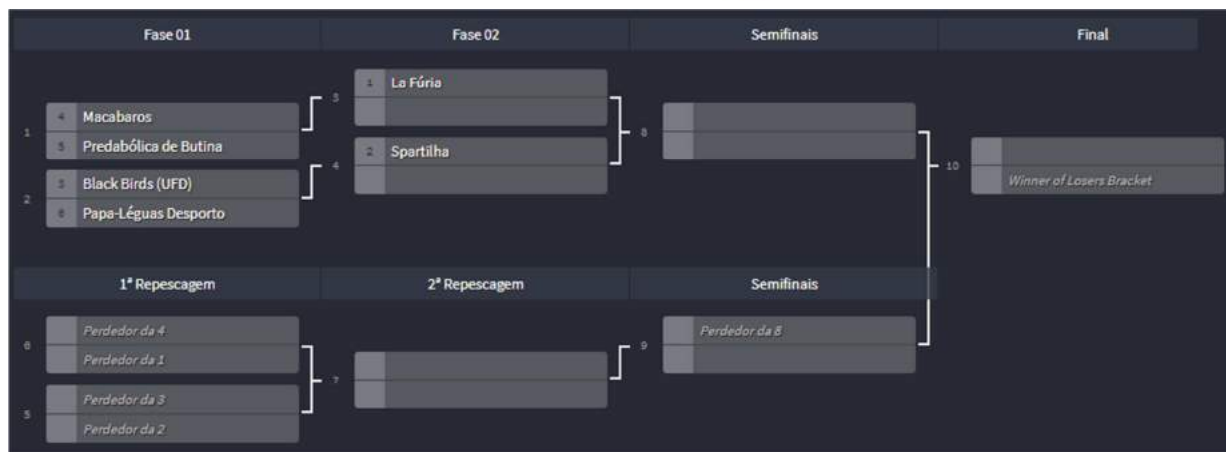 Fase 01 Fase 02 Semifinais Final
1
4 Macabaros
5 Predabólica de Butina
2
3 Black Birds (UFD)
6 Papa-Léguas Desporto
3
1 La Fúria
4
2 Spartilha
8
10
Winner of Losers Bracket
1ª Repescagem 2ª Repescagem Semifinais
6
Perdedor da 4
Perdedor da 1
5
Perdedor da 3
Perdedor da 2
7
9
Perdedor da 8